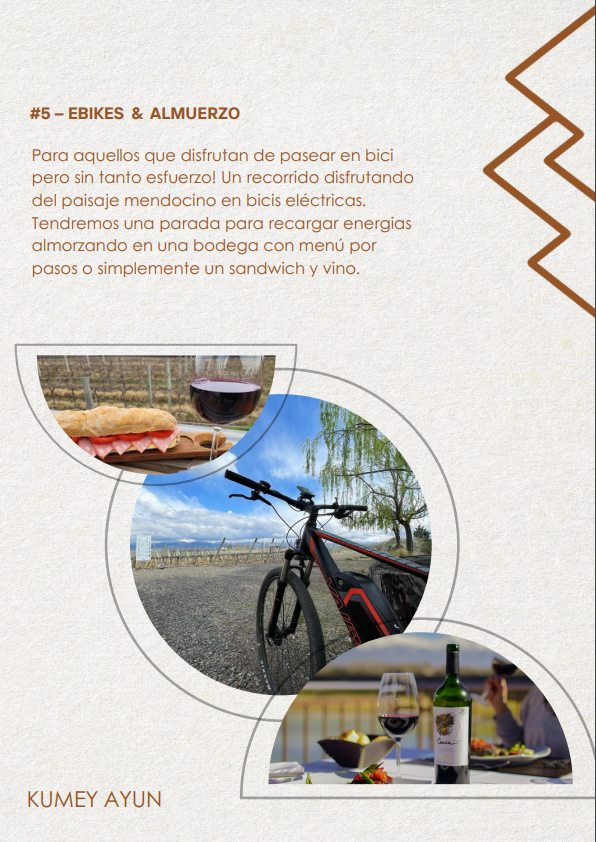 #5 – EBIKES & ALMUERZO
Para aquellos que disfrutan de pasear en bici
pero sin tanto esfuerzo! Un recorrido disfrutando
del paisaje mendocino en bicis eléctricas.
Tendremos una parada para recargar energias
almorzando en una bodega con menú por
pasos o simplemente un sandwich y vino.
KUMEY AYUN